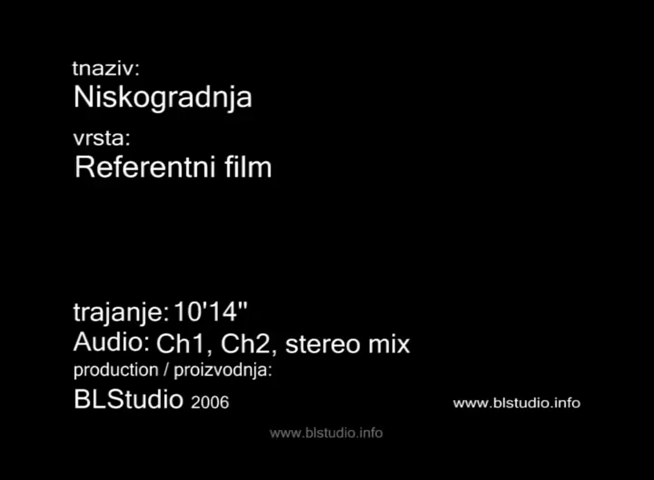 tnaziv:
Niskogradnja
vrsta:
Referentni film
trajanje: 10'14"
Audio: Ch1, Ch2, stereo mix
production / proizvodnja:
BLStudio 2006 www.blstudio.info
www.blstudio.info